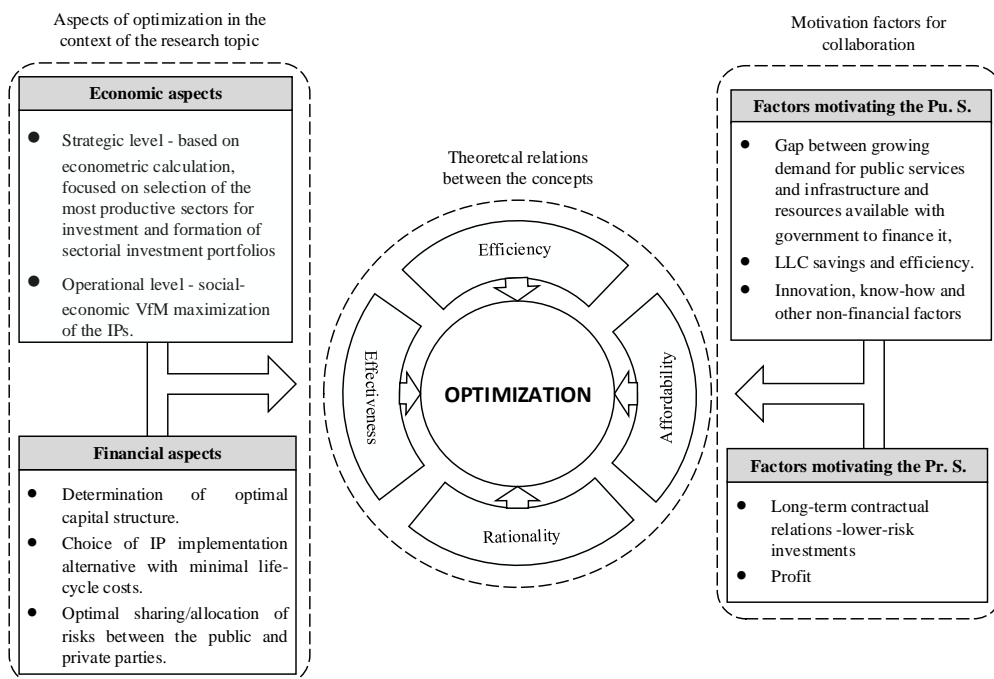 Aspects of optimization in the
context of the research topic
Economic aspects
Strategic level - based on
econometric calculation,
focused on selection of the
most productive sectors for
investment and formation of
sectorial investment portfolios
Operational level - social-
economic VfM maximization
of the IPs.
Financial aspects
Determination of optimal
capital structure.
Choice of IP implementation
alternative with minimal life-
cycle costs.
Optimal sharing/allocation of
risks between the public and
private parties.
Theoretcal relations
between the concepts
Efficiency
Effectiveness
OPTIMIZATION
Affordability
Rationality
Motivation factors for
collaboration
Factors motivating the Pu. S.
Gap between growing
demand for public services
and infrastructure and
resources available with
government to finance it,
LLC savings and efficiency.
Innovation, know-how and
other non-financial factors
Factors motivating the Pr. S.
Long-term contractual
relations -lower-risk
investments
Profit